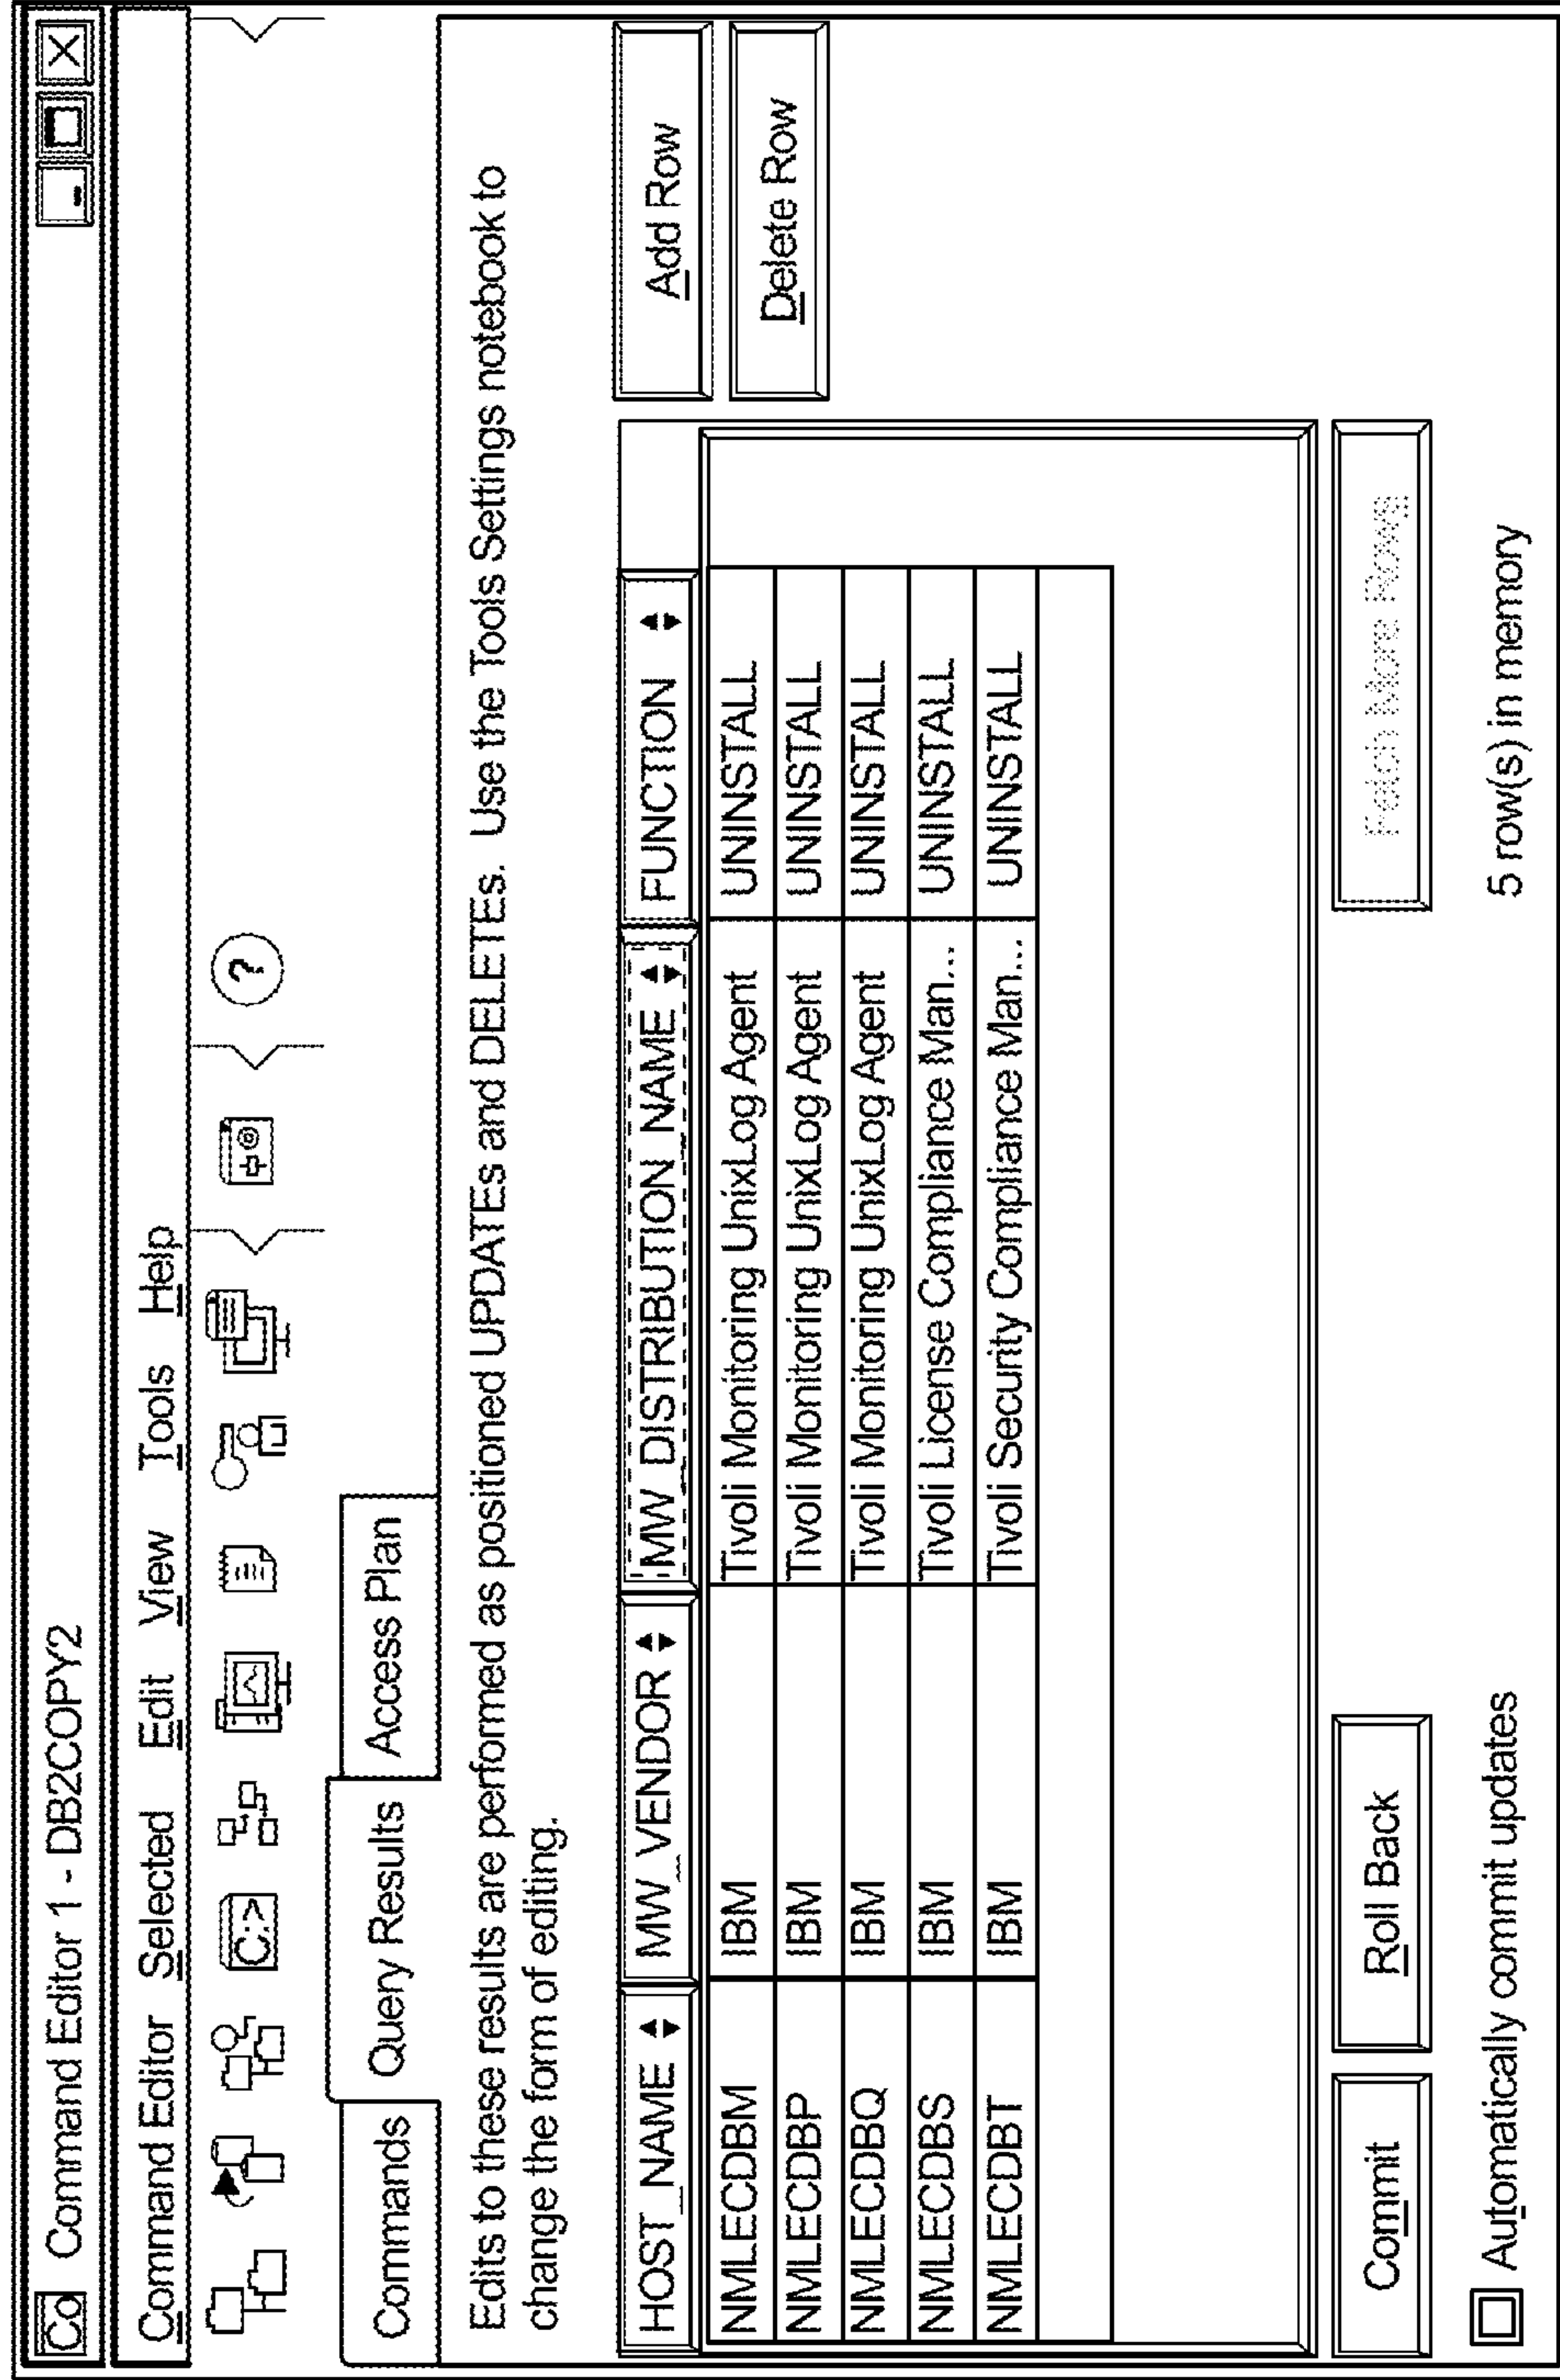 Co Command Editor 1 - DB2COPY2
Command Editor Selected Edit View Tools Help
C:> ?
Commands Query Results Access Plan
Edits to these results are performed as positioned UPDATEs and DELETEs. Use the Tools Settings notebook to
change the form of editing.
HOST_NAME MW_VENDOR MW_DISTRIBUTION NAME FUNCTION
NMLECDBM IBM Tivoli Monitoring UnixLog Agent UNINSTALL
NMLECDBP IBM Tivoli Monitoring UnixLog Agent UNINSTALL
NMLECDBQ IBM Tivoli Monitoring UnixLog Agent UNINSTALL
NMLECDBS IBM Tivoli License Compliance Man... UNINSTALL
NMLECDBT IBM Tivoli Security Compliance Man... UNINSTALL
Add Row
Delete Row
Commit Roll Back Fetch More Rows
Automatically commit updates 5 row(s) in memory